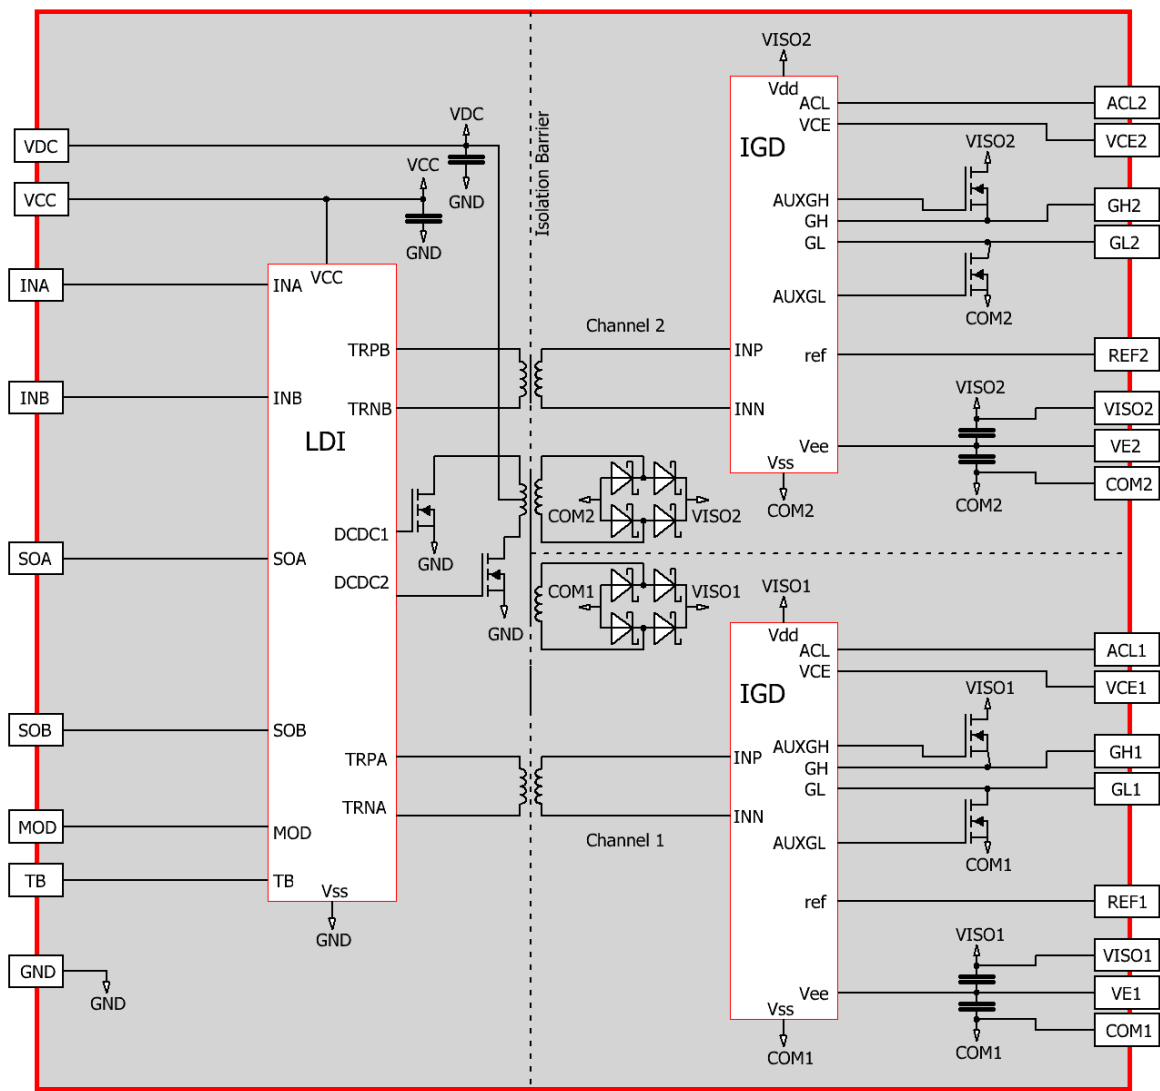 VDC
VCC
INA
INB
SOA
SOB
MOD
TB
GND
GND
VDC
GND
VCC
GND
Isolation Barrier
VCC
INA
TRPB
INB
TRNB
LDI
DCDC1
SOA
DCDC2
SOB
TRPA
TRNA
MOD
TB
Vss
GND
GND
GND
Channel 2
COM2
VISO2
COM1
VISO1
Channel 1
VISO2
Vdd
ACL
VCE
IGD
AUXGH
GH
GL
AUXGL
INP
ref
INN
Vee
Vss
COM2
VISO2
COM2
VISO2
COM2
ACL2
VCE2
GH2
GL2
REF2
VISO2
VE2
COM2
VISO1
Vdd
ACL
VCE
IGD
AUXGH
GH
GL
AUXGL
INP
INN
ref
Vee
Vss
COM1
VISO1
COM1
VISO1
COM1
ACL1
VCE1
GH1
GL1
REF1
VISO1
VE1
COM1